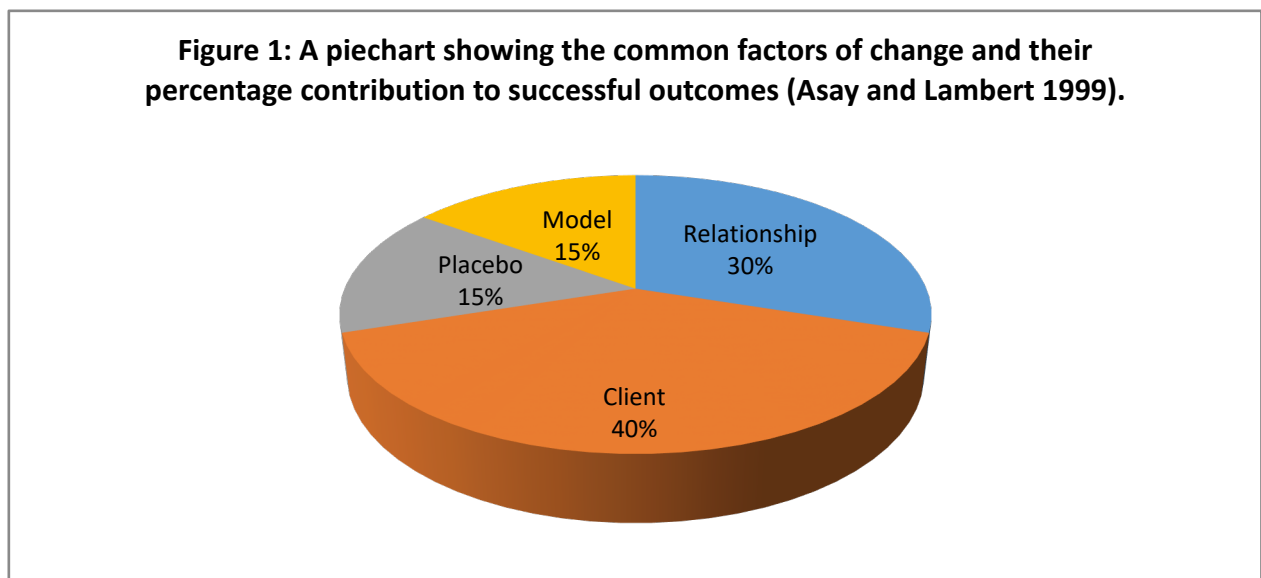 Figure 1: A piechart showing the common factors of change and their
percentage contribution to successful outcomes (Asay and Lambert 1999).
Model
15%
Relationship
30%
Placebo
15%
Client
40%